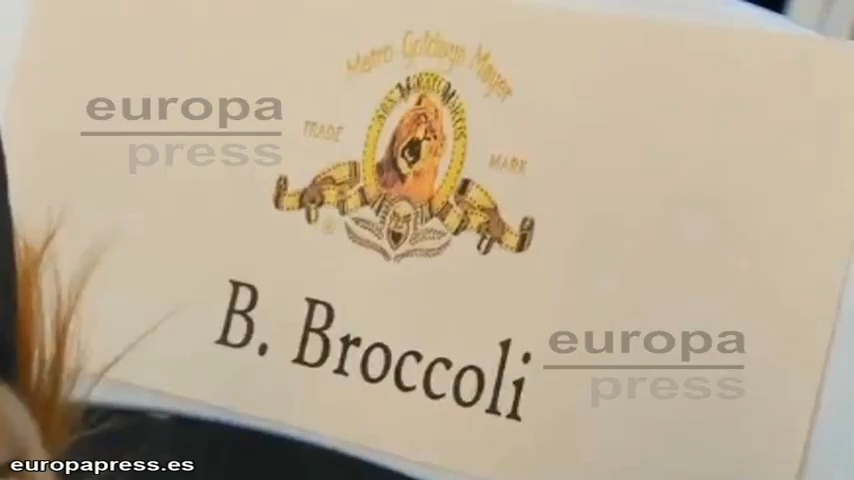 Metro Goldwyn Mayer
TRADE
MARK
B. Broccoli
europa
press
europa
press
europapress.es